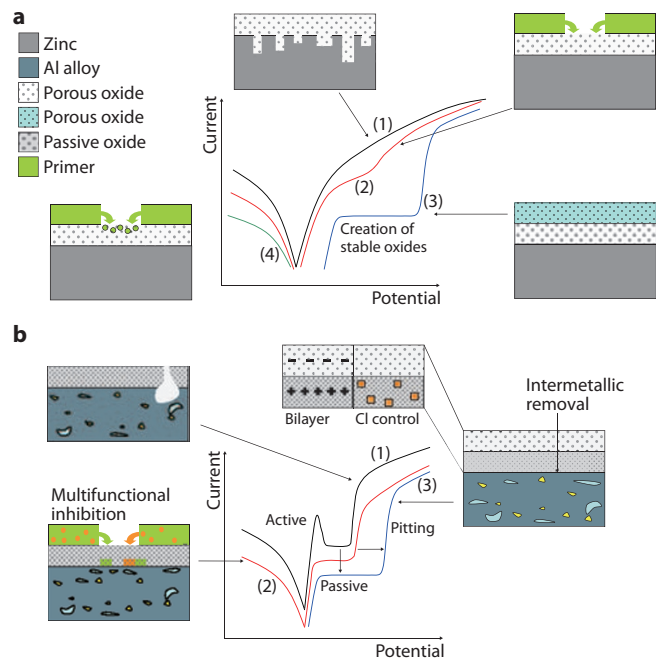 a
Zinc
Al alloy
Porous oxide
Porous oxide
Passive oxide
Primer
Current
(1)
(2)
(3)
(4)
Creation of
stable oxides
Potential
b
Bilayer
Cl control
Intermetallic
removal
Multifunctional
inhibition
Current
(1)
(3)
Active
Pitting
(2)
Passive
Potential